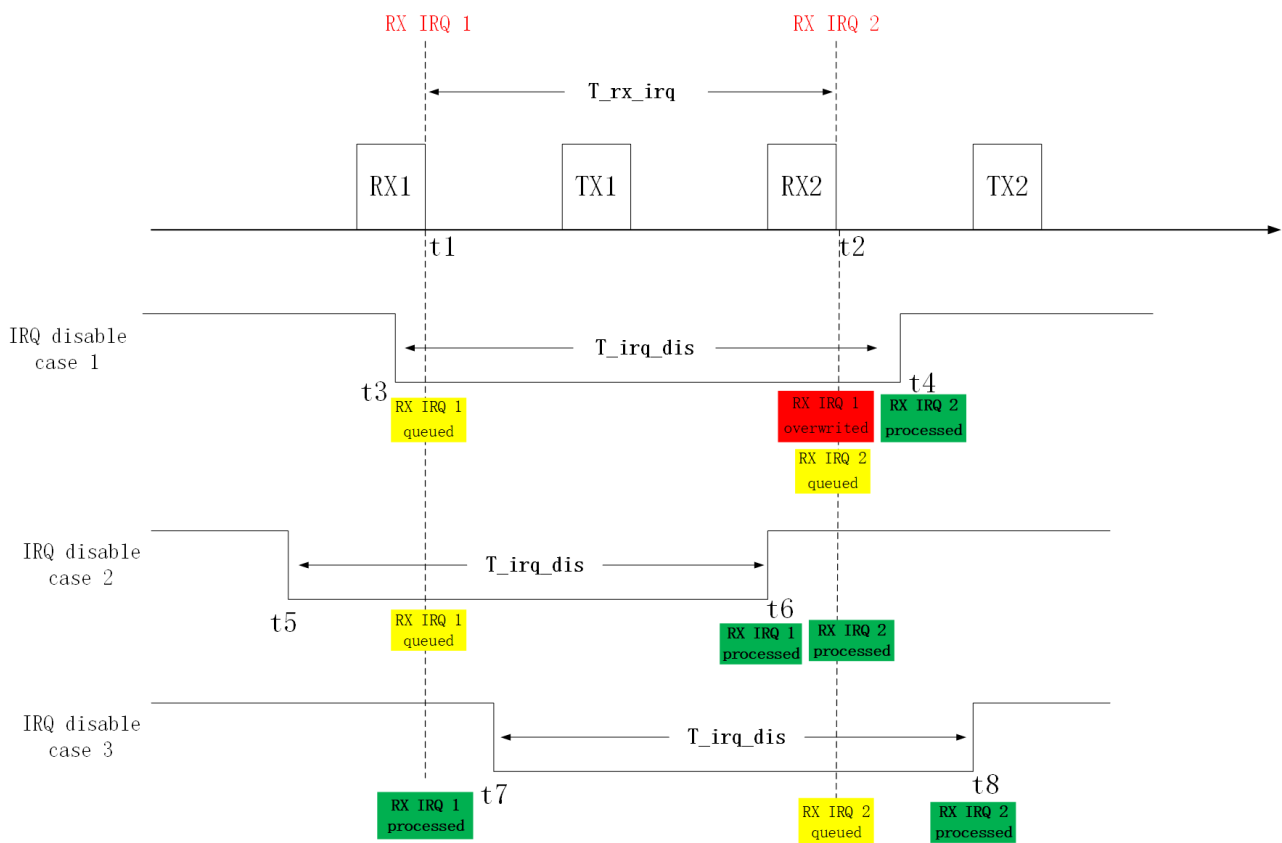 RX IRQ 1
RX IRQ 2
T_rx_irq
RX1
TX1
RX2
TX2
t1
t2
IRQ disable
case 1
T_irq_dis
t3
t4
RX IRQ 1
queued
RX IRQ 1
overwrited
RX IRQ 2
processed
RX IRQ 2
queued
IRQ disable
case 2
T_irq_dis
t5
t6
RX IRQ 1
queued
RX IRQ 1
processed
RX IRQ 2
processed
IRQ disable
case 3
T_irq_dis
t7
t8
RX IRQ 1
processed
RX IRQ 2
queued
RX IRQ 2
processed